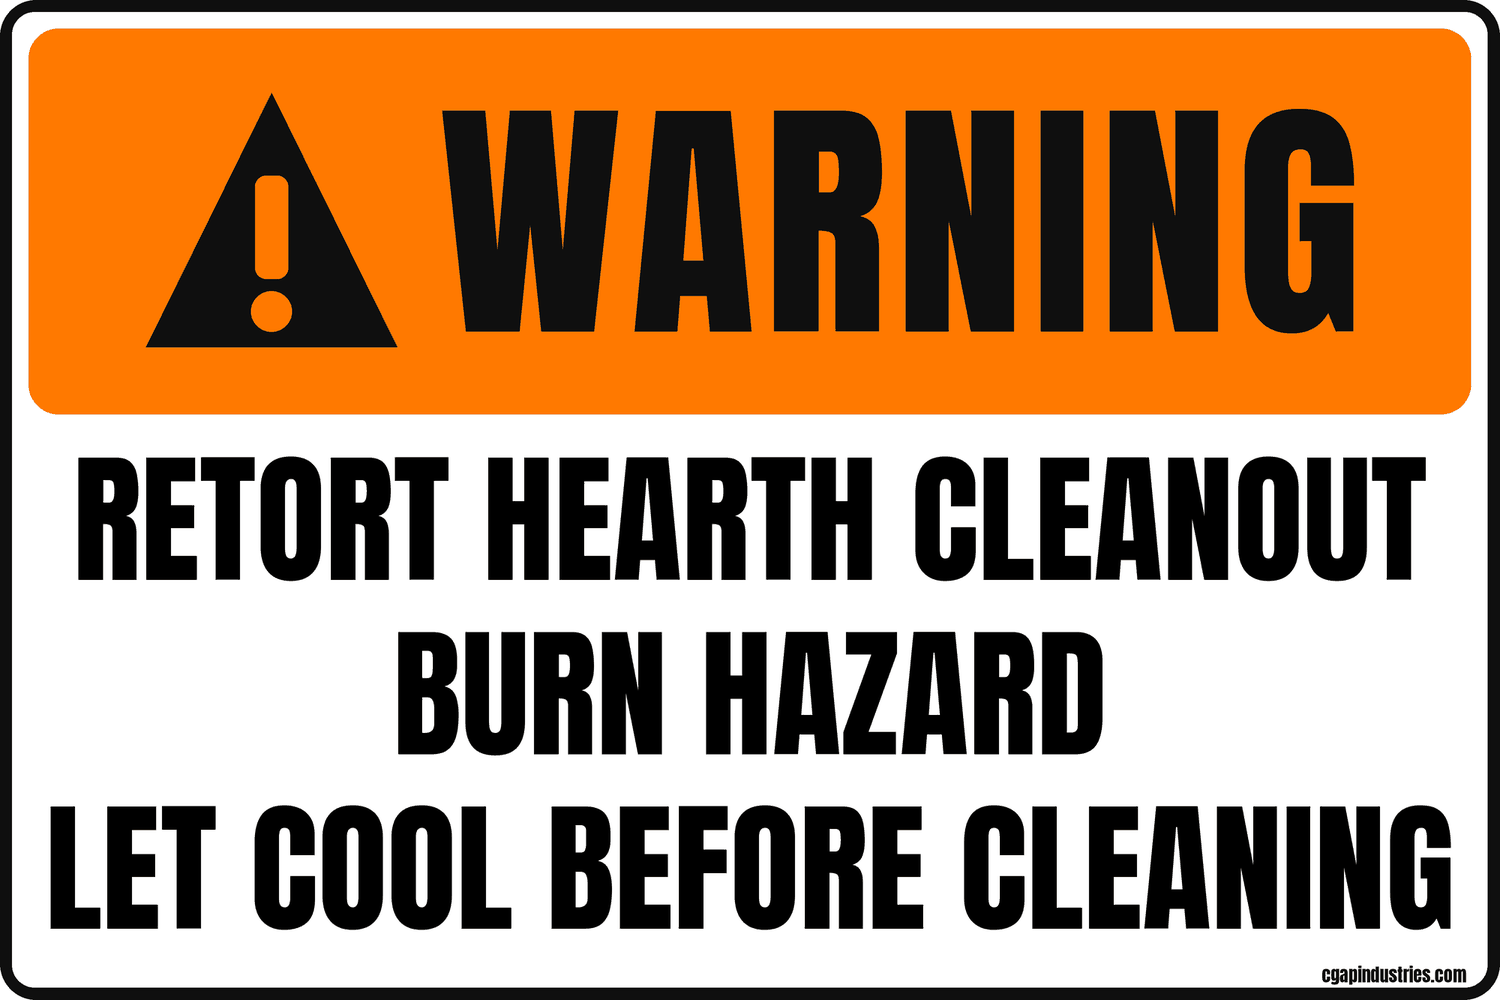 WARNING
RETORT HEARTH CLEANOUT
BURN HAZARD
LET COOL BEFORE CLEANING
cgapindustries.com